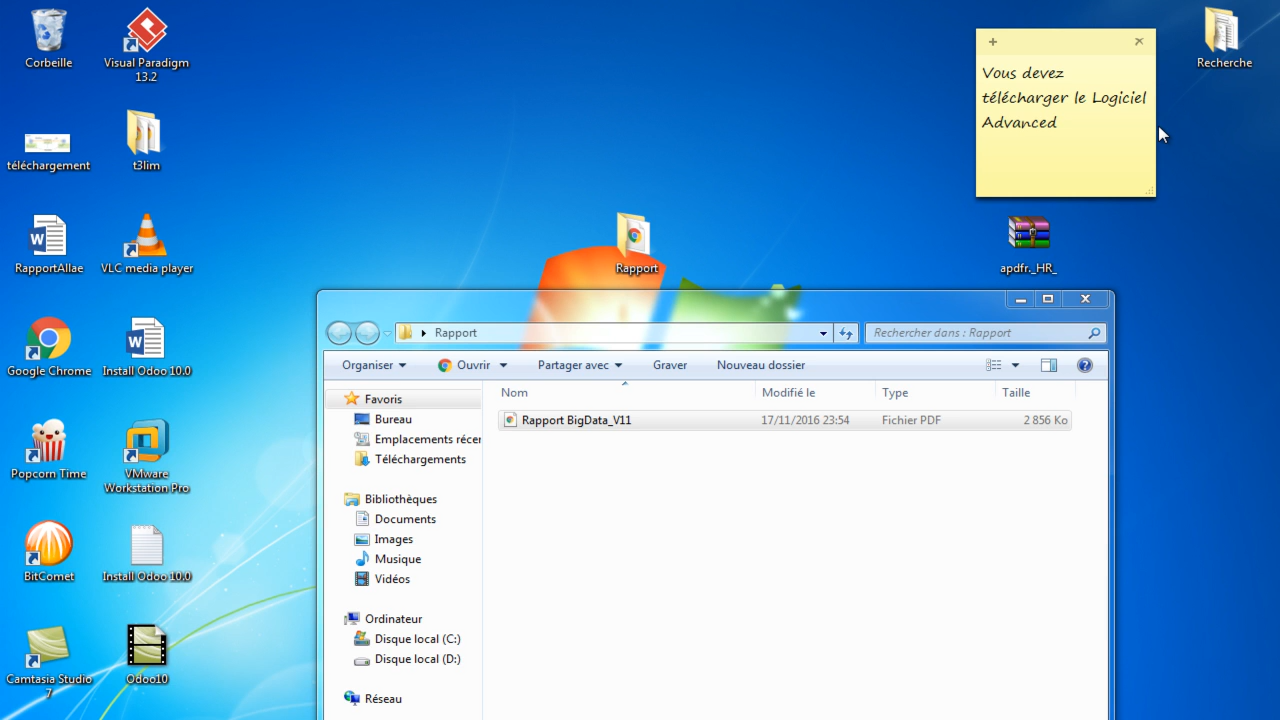 Corbeille
Visual Paradigm
13.2
téléchargement
t3lim
RapportAllae
VLC media player
Google Chrome
Install Odoo 10.0
Popcorn Time
VMware
Workstation Pro
BitComet
Install Odoo 10.0
Camtasia Studio
7
Odoo10
Rapport
Vous devez
télécharger le Logiciel
Advanced
Recherche
apdfr._HR_
Rapport
Rechercher dans : Rapport
Organiser
Ouvrir
Partager avec
Graver
Nouveau dossier
Favoris
Bureau
Emplacements récer
Téléchargements
Bibliothèques
Documents
Images
Musique
Vidéos
Ordinateur
Disque local (C:)
Disque local (D:)
Réseau
Nom Modifié le Type Taille
Rapport BigData_V11 17/11/2016 23:54 Fichier PDF 2 856 Ko